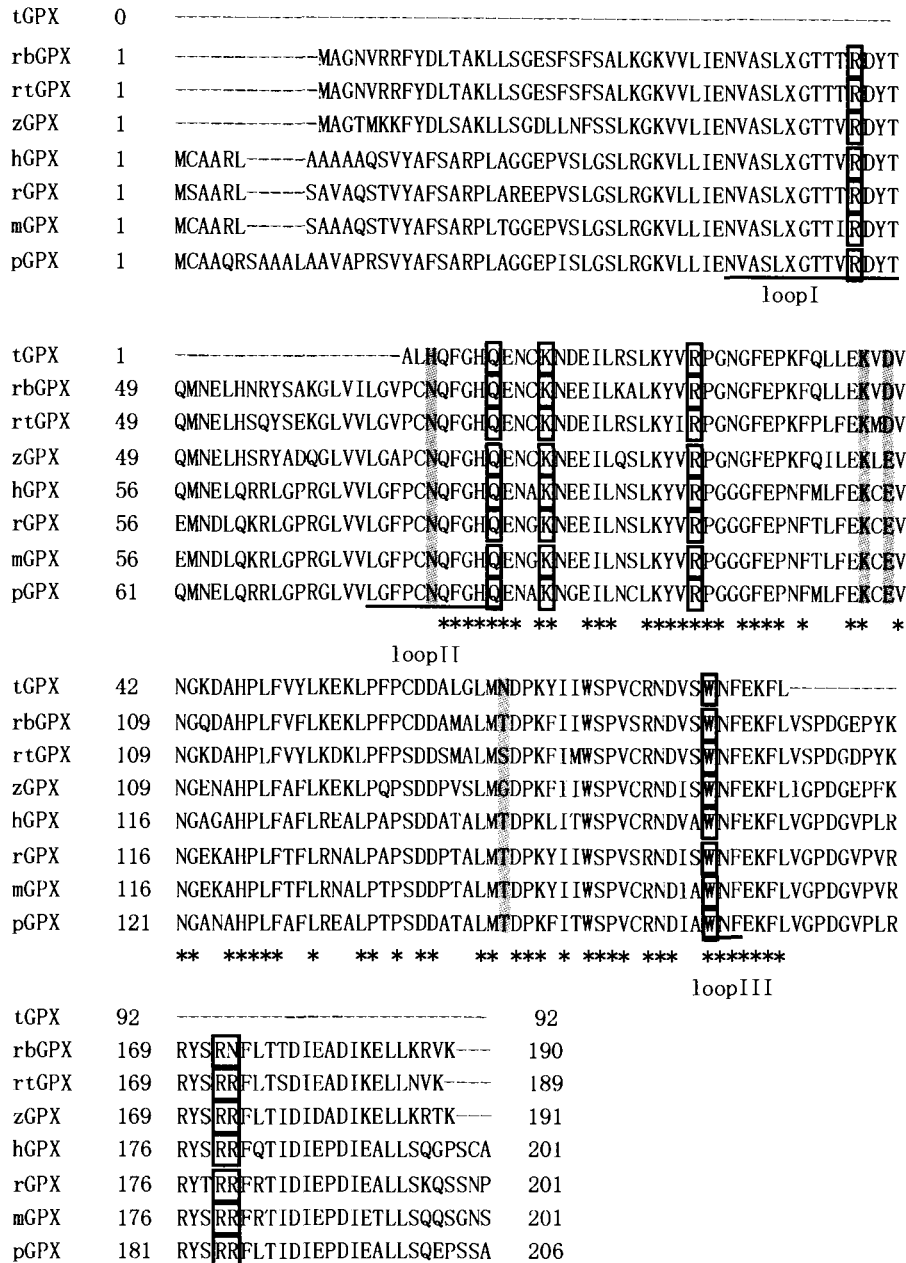 tGPX 0 ------------------------------------------------------------
rbGPX 1 ------------MAGNVRRFYDLTAKLLSGESFSFSALKGKVVLIENVASLXGTTTRDYT
rtGPX 1 ------------MAGNVRRFYDLTAKLLSGESFSFSALKGKVVLIENVASLXGTTTRDYT
zGPX 1 ------------MAGTMKKFYDLSAKLLSGDLLNFSSLKGKVVLIENVASLXGTTVRDYT
hGPX 1 MCAARL-----AAAAAQSVYAFSARPLAGGEPVSLGSLRGKVLLIENVASLXGTTVRDYT
rGPX 1 MSAARL-----SAVAQSTVYAFSARPLAREEPVSLGSLRGKVLLIENVASLXGTTTRDYT
mGPX 1 MCAARL-----SAAAQSTVYAFSARPLTGGEPVSLGSLRGKVLLIENVASLXGTTIRDYT
pGPX 1 MCAAQRSAAALAAVAPRSVYAFSARPLAGGEPISLGSLRGKVLLIENVASLXGTTVRDYT
loopI
tGPX 1 -------------------ALHQFGHQENCKNDEILRSLKYVRPGNGFEPKFQLLEKVDV
rbGPX 49 QMNELHNRYSAKGLVILGVPCNQFGHQENCKNEEILKALKYVRPGNGFEPKFQLLEKVDV
rtGPX 49 QMNELHSQYSEKGLVVLGVPCNQFGHQENCKNEEILRSLKYIRPGNGFEPKFPLFEKMDV
zGPX 49 QMNELHSRYADQGLVVLGAPCNQFGHQENCKNEEILQSLKYVRPGNGFEPKFQILEKLEV
hGPX 56 QMNELQRRLGPRGLVVLGFPCNQFGHQENAKNEEILNSLKYVRPGGGFEPNFMLFEKCEV
rGPX 56 EMNDLQKRLGPRGLVVLGFPCNQFGHQENGKNEEILNSLKYVRPGGGFEPNFTLFEKCEV
mGPX 56 EMNDLQKRLGPRGLVVLGFPCNQFGHQENGKNEEILNSLKYVRPGGGFEPNFTLFEKCEV
pGPX 61 QMNELQRRLGPRGLVVLGFPCNQFGHQENAKNGEILNCLKYVRPGGGFEPNFMLFEKCEV
******* ** *** ******* **** * ** *
loopII
tGPX 42 NGKDAHPLFVYLKEKLPFPCDDALGLMNDPKYIIWSPVCRNDVSWNFEKFL---------
rbGPX 109 NGQDAHPLFVYLKEKLPFPCDDAMALMTDPKFIIWSPVSRNDVSWNFEKFLVSPDGEPYK
rtGPX 109 NGKDAHPLFVYLKDKLPFPSDDSMALMSDPKFIMWSPVCRNDVSWNFEKFLVSPDGDPYK
zGPX 109 NGENAHPLFAFLKEKLPQPSDDPVSLMGDPKFIIWSPVCRNDISWNFEKFLIGPDGEPFK
hGPX 116 NGAGAHPLFAFLREALPAPSDDATALMTDPKLITWSPVCRNDVAWNFEKFLVGPDGVPLR
rGPX 116 NGEKAHPLFTFLRNALPAPSDDPTALMTDPKYIIWSPVSRNDISWNFEKFLVGPDGVPVR
mGPX 116 NGEKAHPLFTFLRNALPTPSDDPTALMTDPKYIIWSPVCRNDIAWNFEKFLVGPDGVPVR
pGPX 121 NGANAHPLFAFLREALPTPSDDATALMTDPKFITWSPVCRNDIAWNFEKFLVGPDGVPLR
** ***** * ** * ** ** *** * **** *** *******
loopIII
tGPX 92 -------------------------- 92
rbGPX 169 RYSRNFLTTDIEADIKELLKRVK--- 190
rtGPX 169 RYSRRFLTSDIEADIKELLNVK---- 189
zGPX 169 RYSRRFLTIDIDADIKELLKRTK--- 191
hGPX 176 RYSRRFQTIDIEPDIEALLSQGPSCA 201
rGPX 176 RYTRRFRTIDIEPDIEALLSKQSSNP 201
mGPX 176 RYSRRFRTIDIEPDIETLLSQQSGNS 201
pGPX 181 RYSRRFLTIDIEPDIEALLSQEPSSA 206